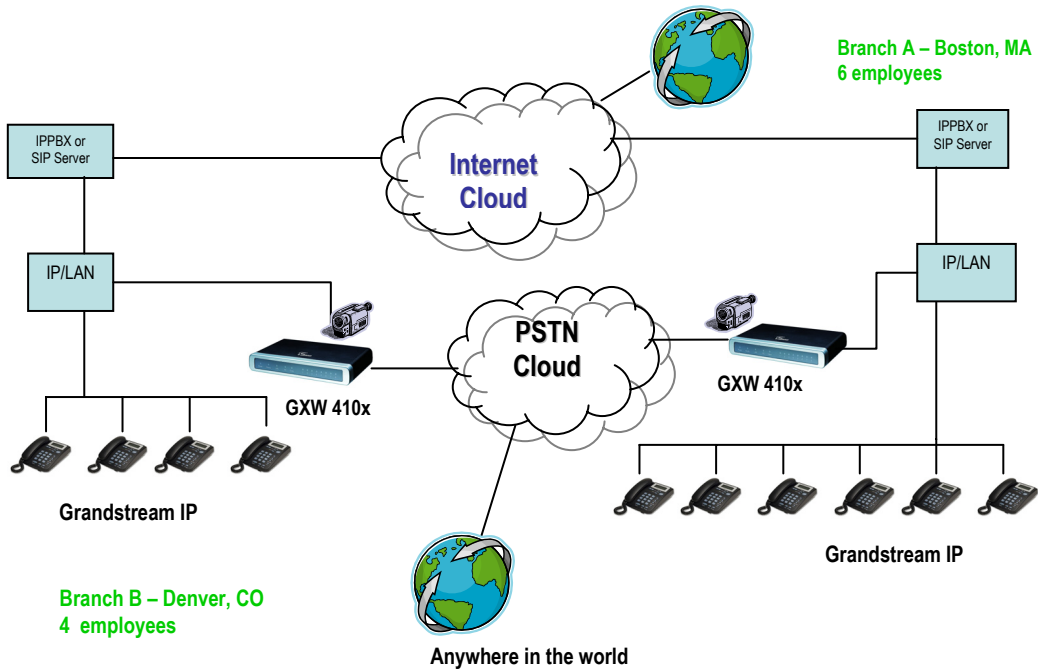 Branch A – Boston, MA
6 employees
IPPBX or
SIP Server
IPPBX or
SIP Server
Internet
Cloud
IP/LAN
IP/LAN
PSTN
Cloud
GXW 410x
GXW 410x
Grandstream IP
Grandstream IP
Branch B – Denver, CO
4 employees
Anywhere in the world